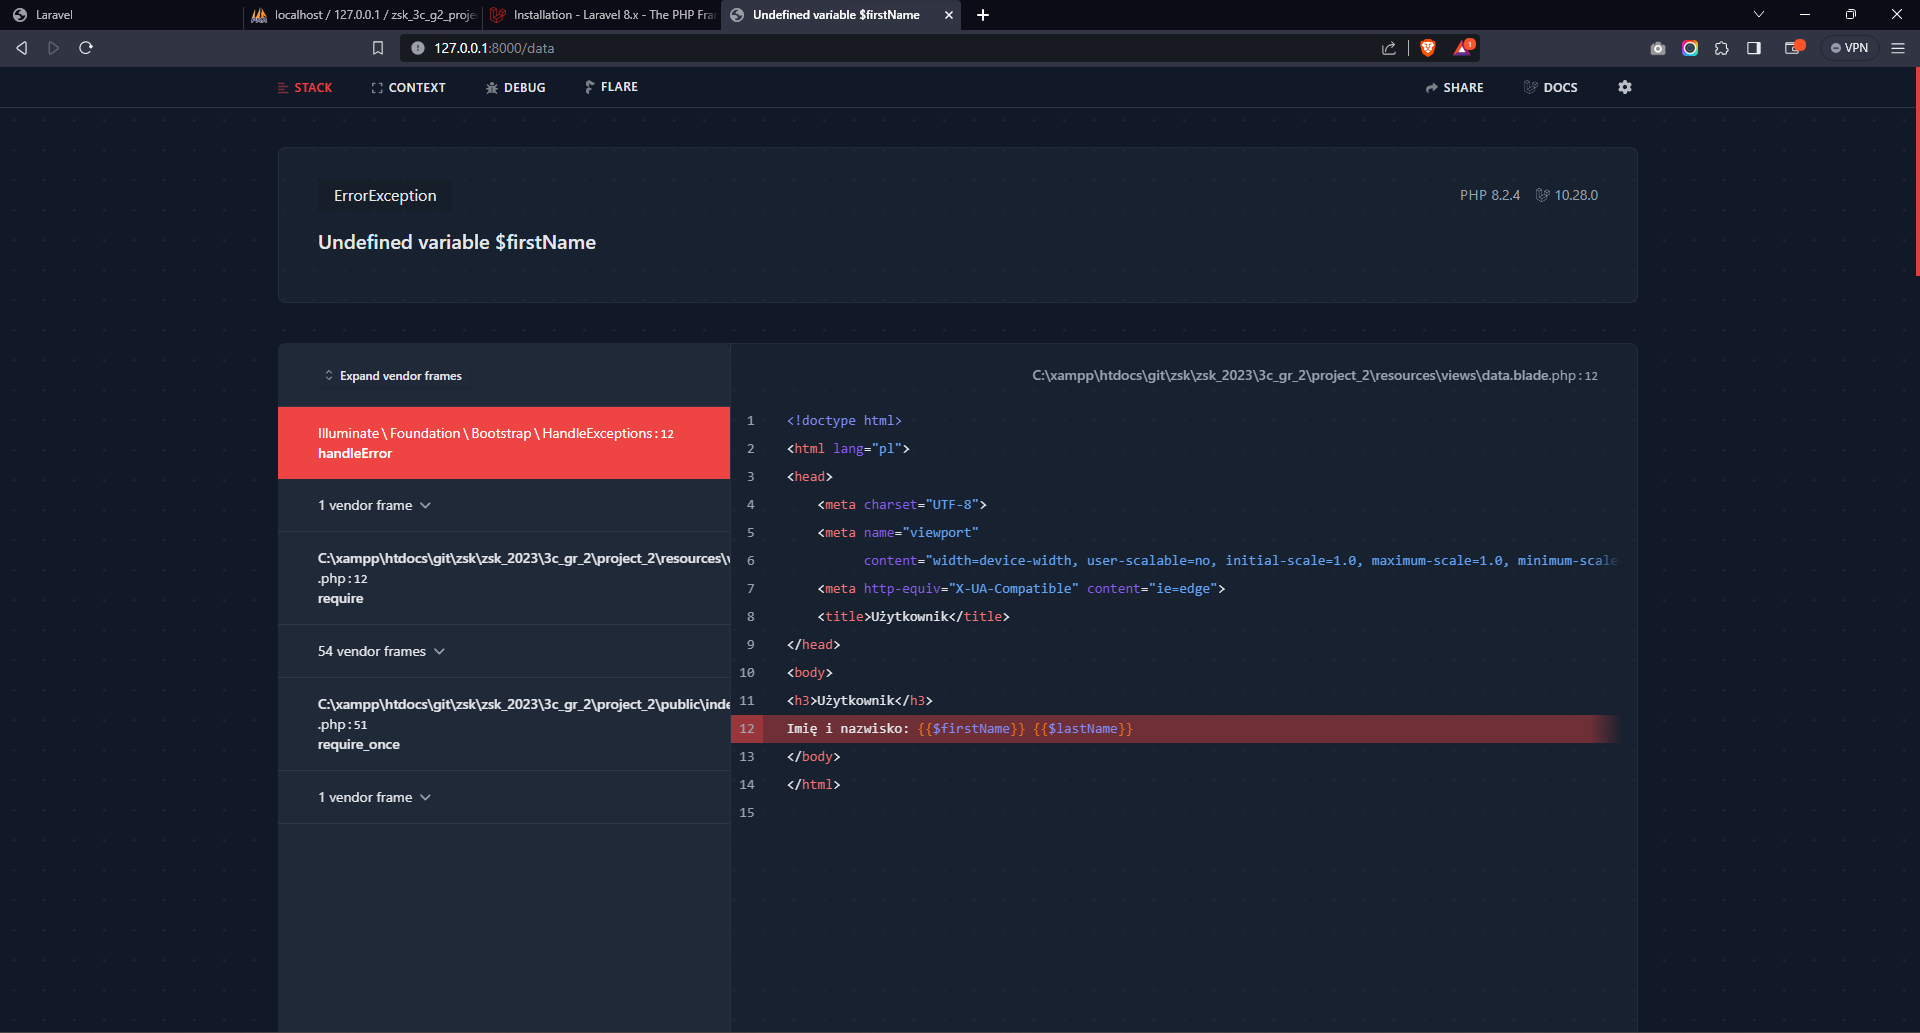 Laravel
localhost / 127.0.0.1 / zsk_3c_g2_proje
Installation - Laravel 8.x - The PHP Fra
Undefined variable $firstName
127.0.0.1:8000/data
1
VPN
STACK
CONTEXT
DEBUG
FLARE
SHARE
DOCS
ErrorException
PHP 8.2.4
10.28.0
Undefined variable $firstName
Expand vendor frames
Illuminate\Foundation\Bootstrap\HandleExceptions:12
handleError
1 vendor frame
C:\xampp\htdocs\git\zsk\zsk_2023\3c_gr_2\project_2\resources\v
.php:12
require
54 vendor frames
C:\xampp\htdocs\git\zsk\zsk_2023\3c_gr_2\project_2\public\inde
.php:51
require_once
1 vendor frame
C:\xampp\htdocs\git\zsk\zsk_2023\3c_gr_2\project_2\resources\views\data.blade.php:12
1 <!doctype html>
2 <html lang="pl">
3 <head>
4 <meta charset="UTF-8">
5 <meta name="viewport"
6 content="width=device-width, user-scalable=no, initial-scale=1.0, maximum-scale=1.0, minimum-scale
7 <meta http-equiv="X-UA-Compatible" content="ie=edge">
8 <title>Użytkownik</title>
9 </head>
10 <body>
11 <h3>Użytkownik</h3>
12 Imię i nazwisko: {{$firstName}} {{$lastName}}
13 </body>
14 </html>
15